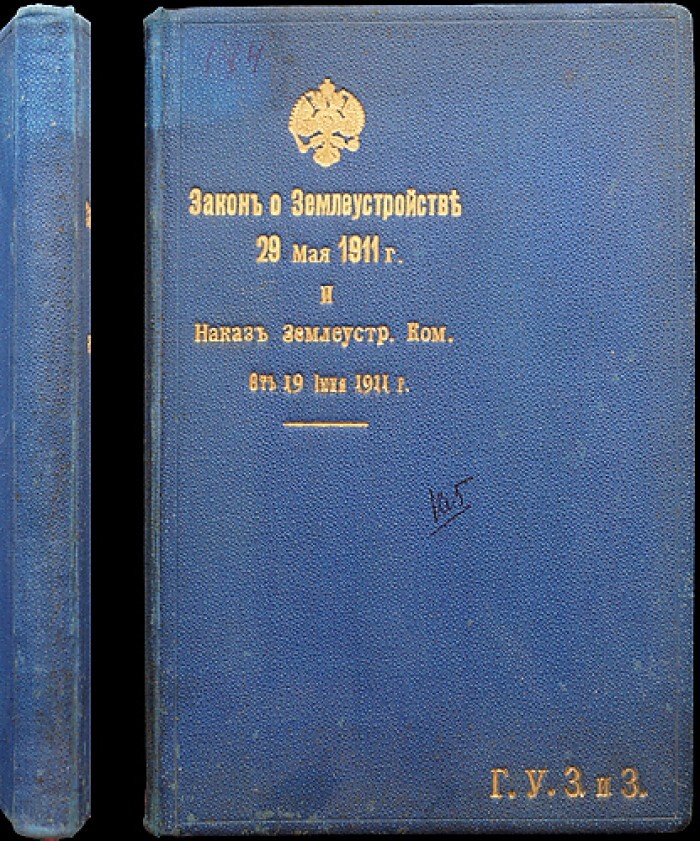 Законъ о Землеустройствѣ
29 Мая 1911 г.
и
Наказъ Землеустр. Ком.
отъ 19 Iюня 1911 г.
Г. У. З. и З.